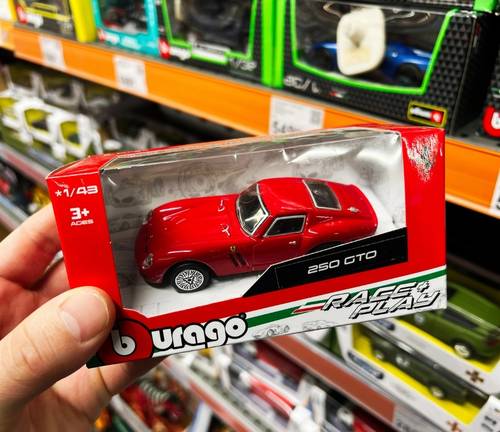 *1/43
3+
AGES
250 GTO
RACE+
PLAY
Burago